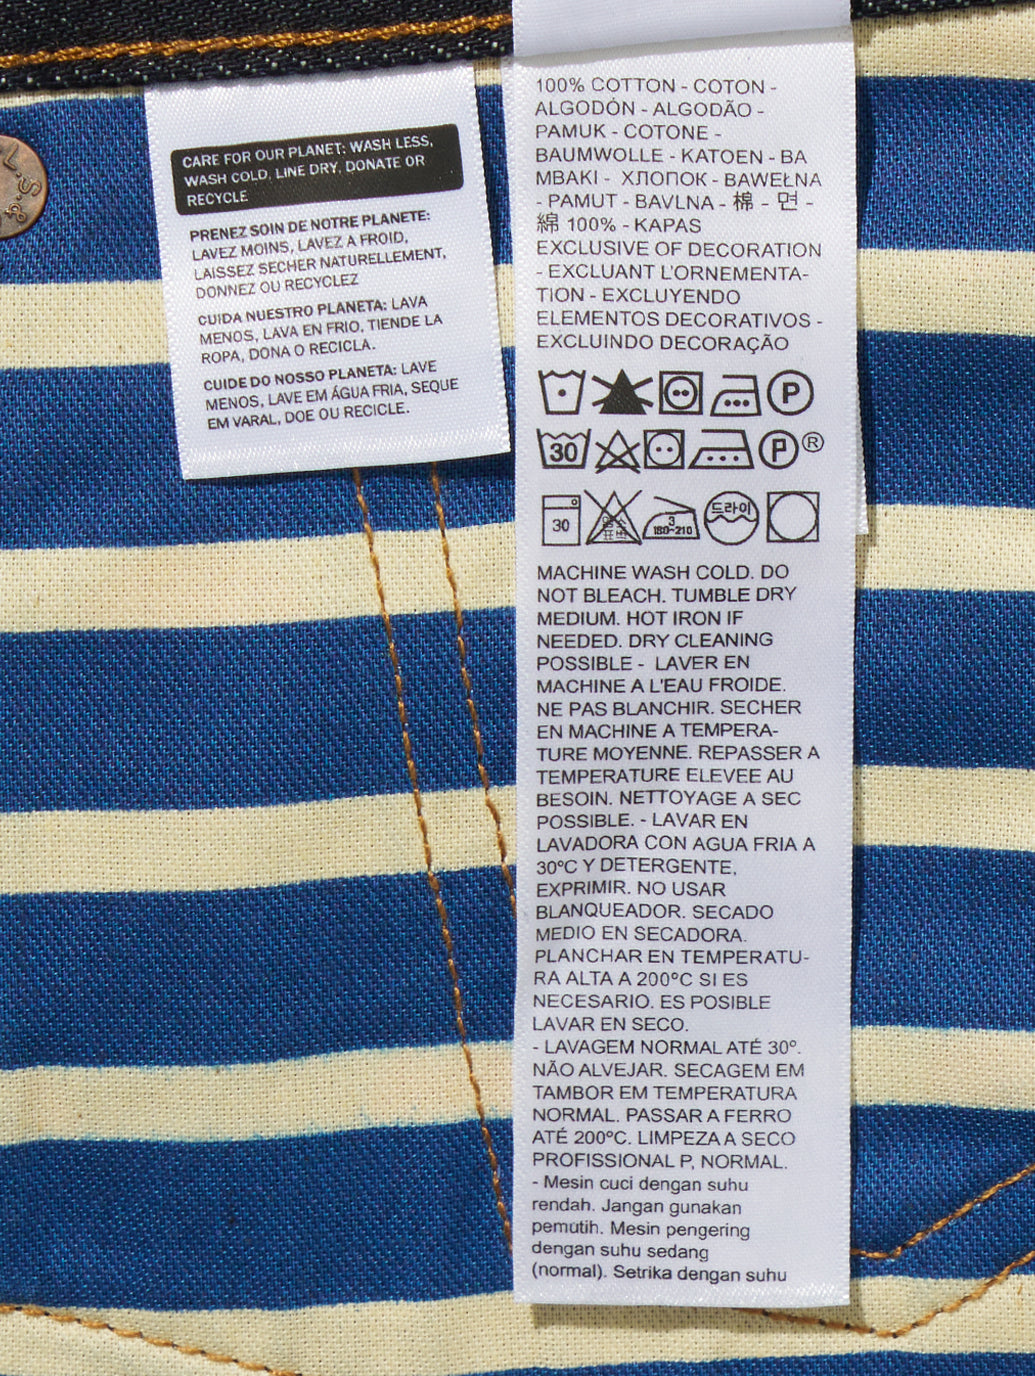 L.S
&
CARE FOR OUR PLANET: WASH LESS,
WASH COLD, LINE DRY, DONATE OR
RECYCLE
PRENEZ SOIN DE NOTRE PLANETE:
LAVEZ MOINS, LAVEZ A FROID,
LAISSEZ SECHER NATURELLEMENT,
DONNEZ OU RECYCLEZ
CUIDA NUESTRO PLANETA: LAVA
MENOS, LAVA EN FRIO, TIENDE LA
ROPA, DONA O RECICLA.
CUIDE DO NOSSO PLANETA: LAVE
MENOS, LAVE EM ÁGUA FRIA, SEQUE
EM VARAL, DOE OU RECICLE.
100% COTTON - COTON -
ALGODÓN - ALGODÃO -
PAMUK - COTONE -
BAUMWOLLE - KATOEN - BA
MBAKI - ХЛОПОК - BAWEŁNA
- PAMUT - BAVLNA - 棉 - 면 -
綿 100% - KAPAS
EXCLUSIVE OF DECORATION
- EXCLUANT L'ORNEMENTA-
TION - EXCLUYENDO
ELEMENTOS DECORATIVOS -
EXCLUINDO DECORAÇÃO
P
30 P ®
30 3 180~210 드라이
MACHINE WASH COLD. DO
NOT BLEACH. TUMBLE DRY
MEDIUM. HOT IRON IF
NEEDED. DRY CLEANING
POSSIBLE - LAVER EN
MACHINE A L'EAU FROIDE.
NE PAS BLANCHIR. SECHER
EN MACHINE A TEMPERA-
TURE MOYENNE. REPASSER A
TEMPERATURE ELEVEE AU
BESOIN. NETTOYAGE A SEC
POSSIBLE. - LAVAR EN
LAVADORA CON AGUA FRIA A
30ºC Y DETERGENTE,
EXPRIMIR. NO USAR
BLANQUEADOR. SECADO
MEDIO EN SECADORA.
PLANCHAR EN TEMPERATU-
RA ALTA A 200ºC SI ES
NECESARIO. ES POSIBLE
LAVAR EN SECO.
- LAVAGEM NORMAL ATÉ 30º.
NÃO ALVEJAR. SECAGEM EM
TAMBOR EM TEMPERATURA
NORMAL. PASSAR A FERRO
ATÉ 200ºC. LIMPEZA A SECO
PROFISSIONAL P, NORMAL.
- Mesin cuci dengan suhu
rendah. Jangan gunakan
pemutih. Mesin pengering
dengan suhu sedang
(normal). Setrika dengan suhu